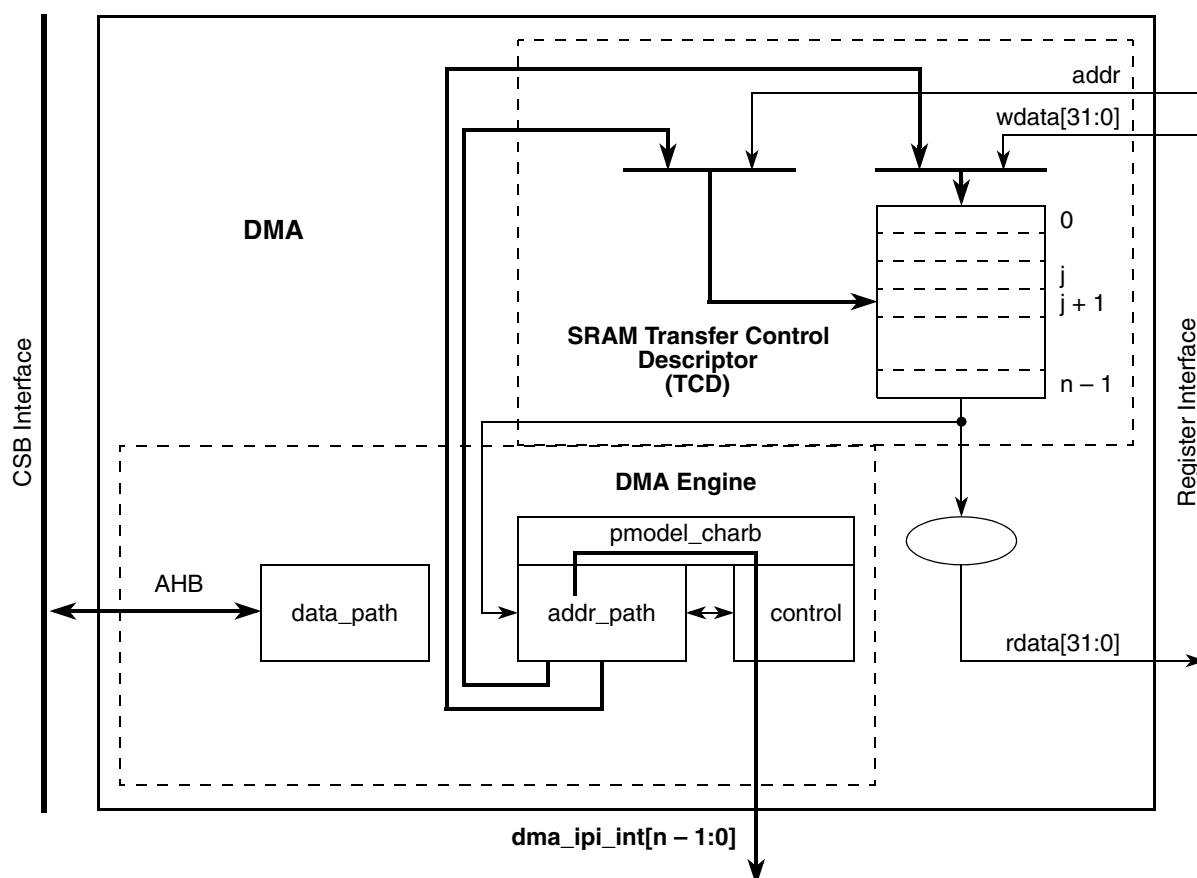 addr
wdata[31:0]
DMA
0
j
j + 1
n – 1
SRAM Transfer Control
Descriptor
(TCD)
CSB Interface
Register Interface
DMA Engine
pmodel_charb
AHB
data_path
addr_path
control
rdata[31:0]
dma_ipi_int[n – 1:0]